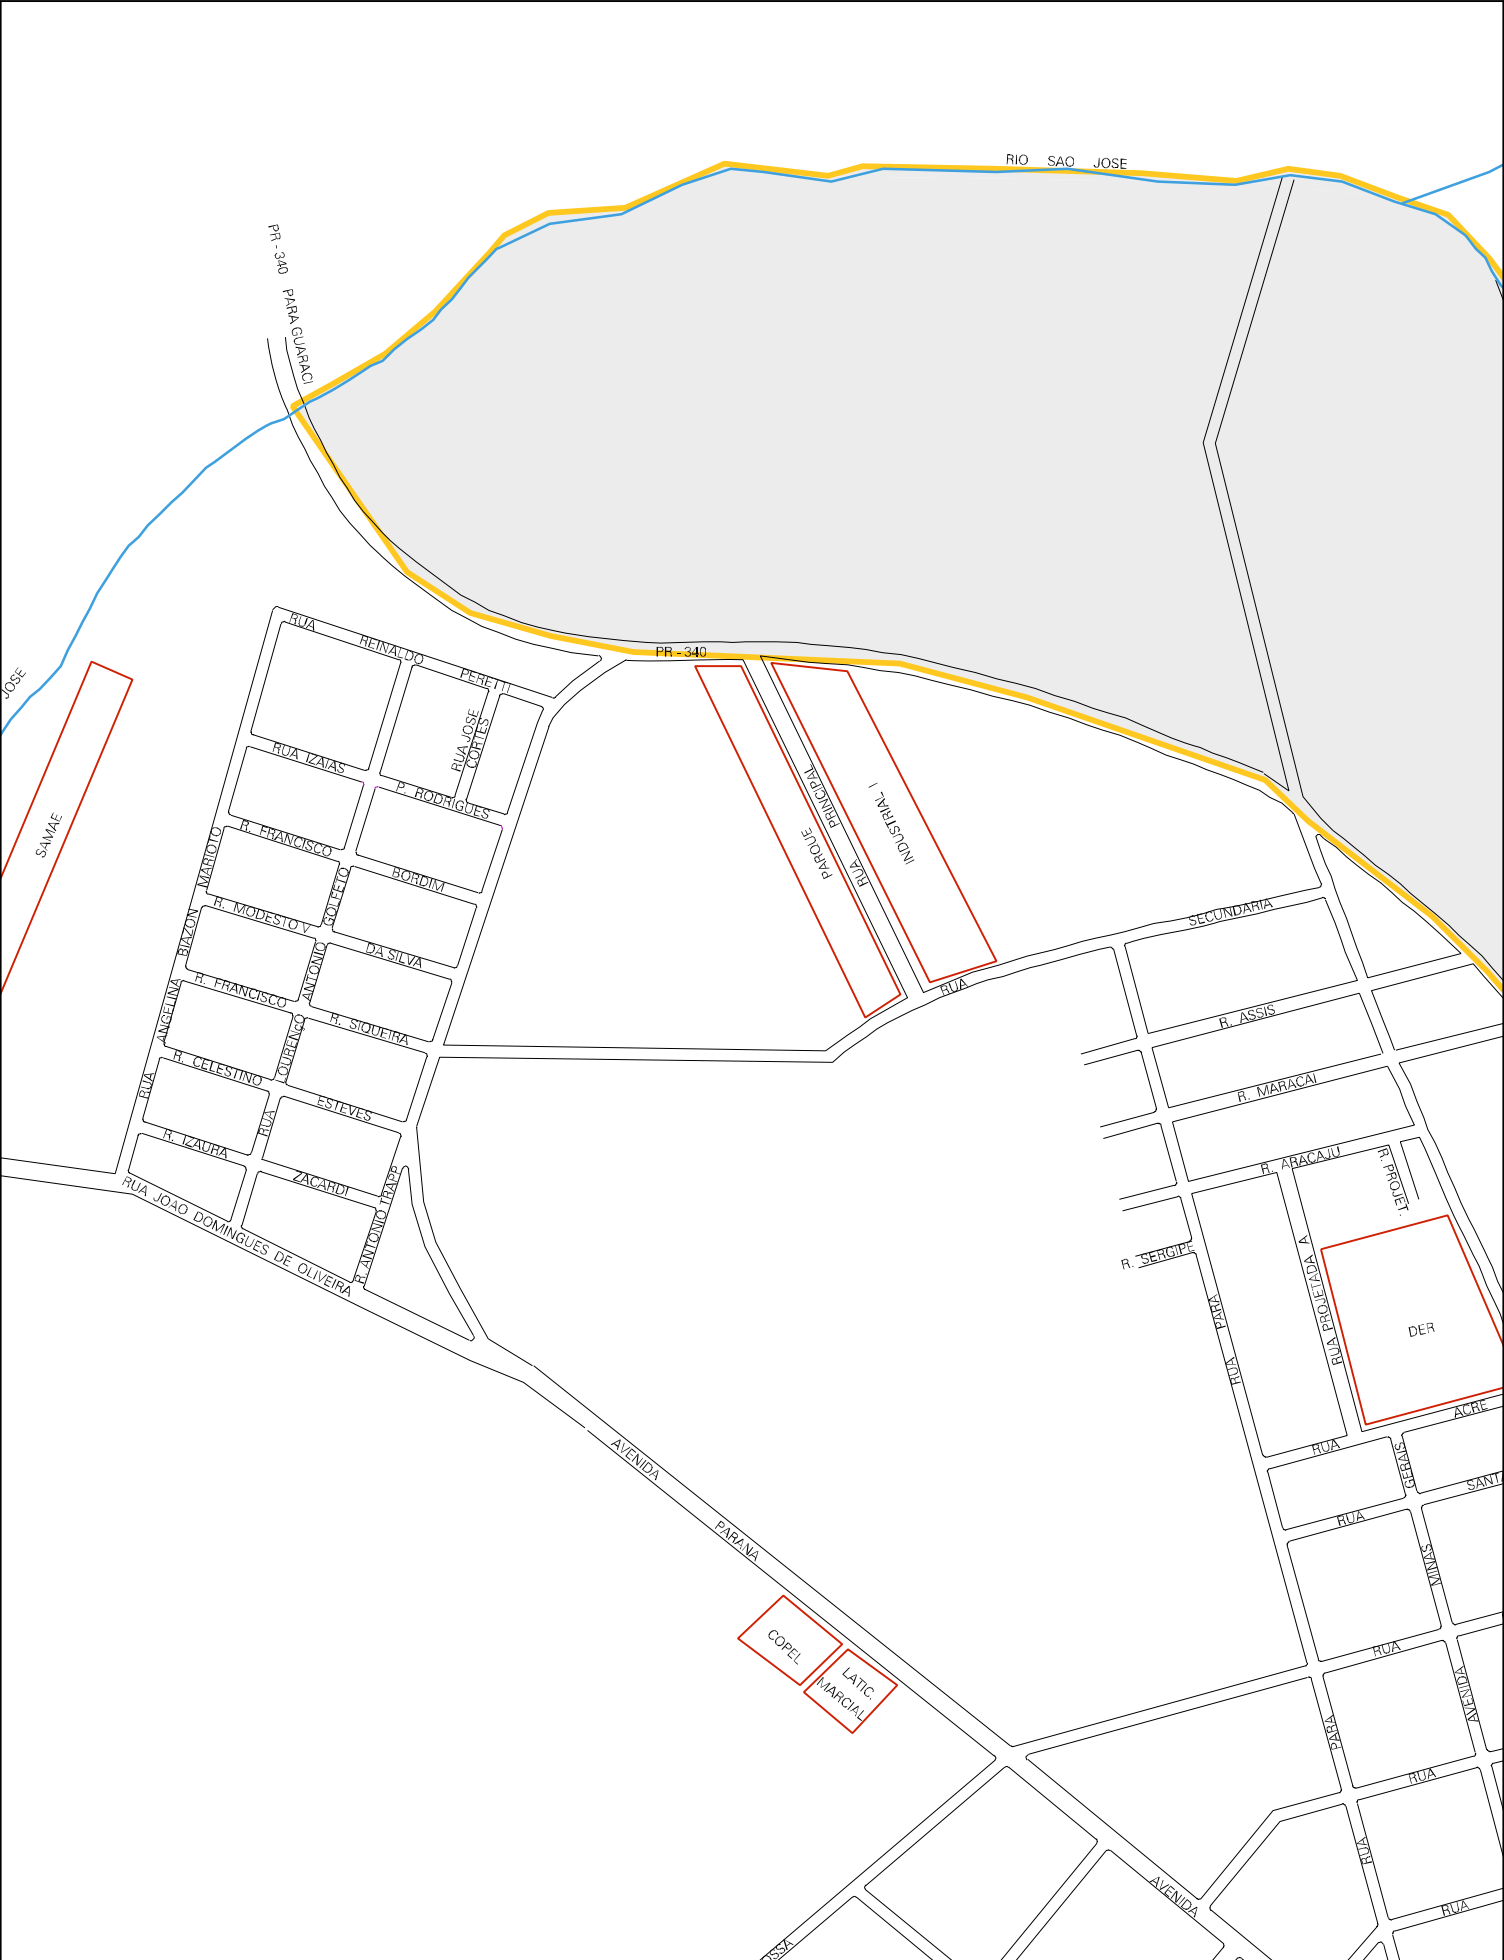 RIO SAO JOSE
PR - 340 PARA GUARACI
JOSE
SAMAE
RUA REINALDO PERETTI
PR - 340
RUA JOSE
CORTES
RUA IZAIAS
P. RODRIGUES
R. FRANCISCO
BORDIM
R. MODESTO V
DA SILVA
R. FRANCISCO
R. SIQUEIRA
R. CELESTINO
ESTEVES
R. IZAURA
ZACARDI
RUA ANGELINA BIAZON MARIOTO
RUA
OURENÇO
ANTONIO
GOLFETO
R. ANTONIO TRAPP
RUA JOAO DOMINGUES DE OLIVEIRA
PARQUE
INDUSTRIAL I
RUA PRINCIPAL
RUA
SECUNDARIA
R. ASSIS
R. MARACAI
R. ARACAJU
R. PROJET.
R. SERGIPE
RUA PROJETADA A
DER
RUA PARA
RUA
ACRE
GERAIS
SANTA
RUA
MINAS
RUA
AVENIDA
PARA
RUA
RUA
RUA
AVENIDA
PARANA
COPEL
LATIC.
MARCIAL
AVENIDA
OSSA